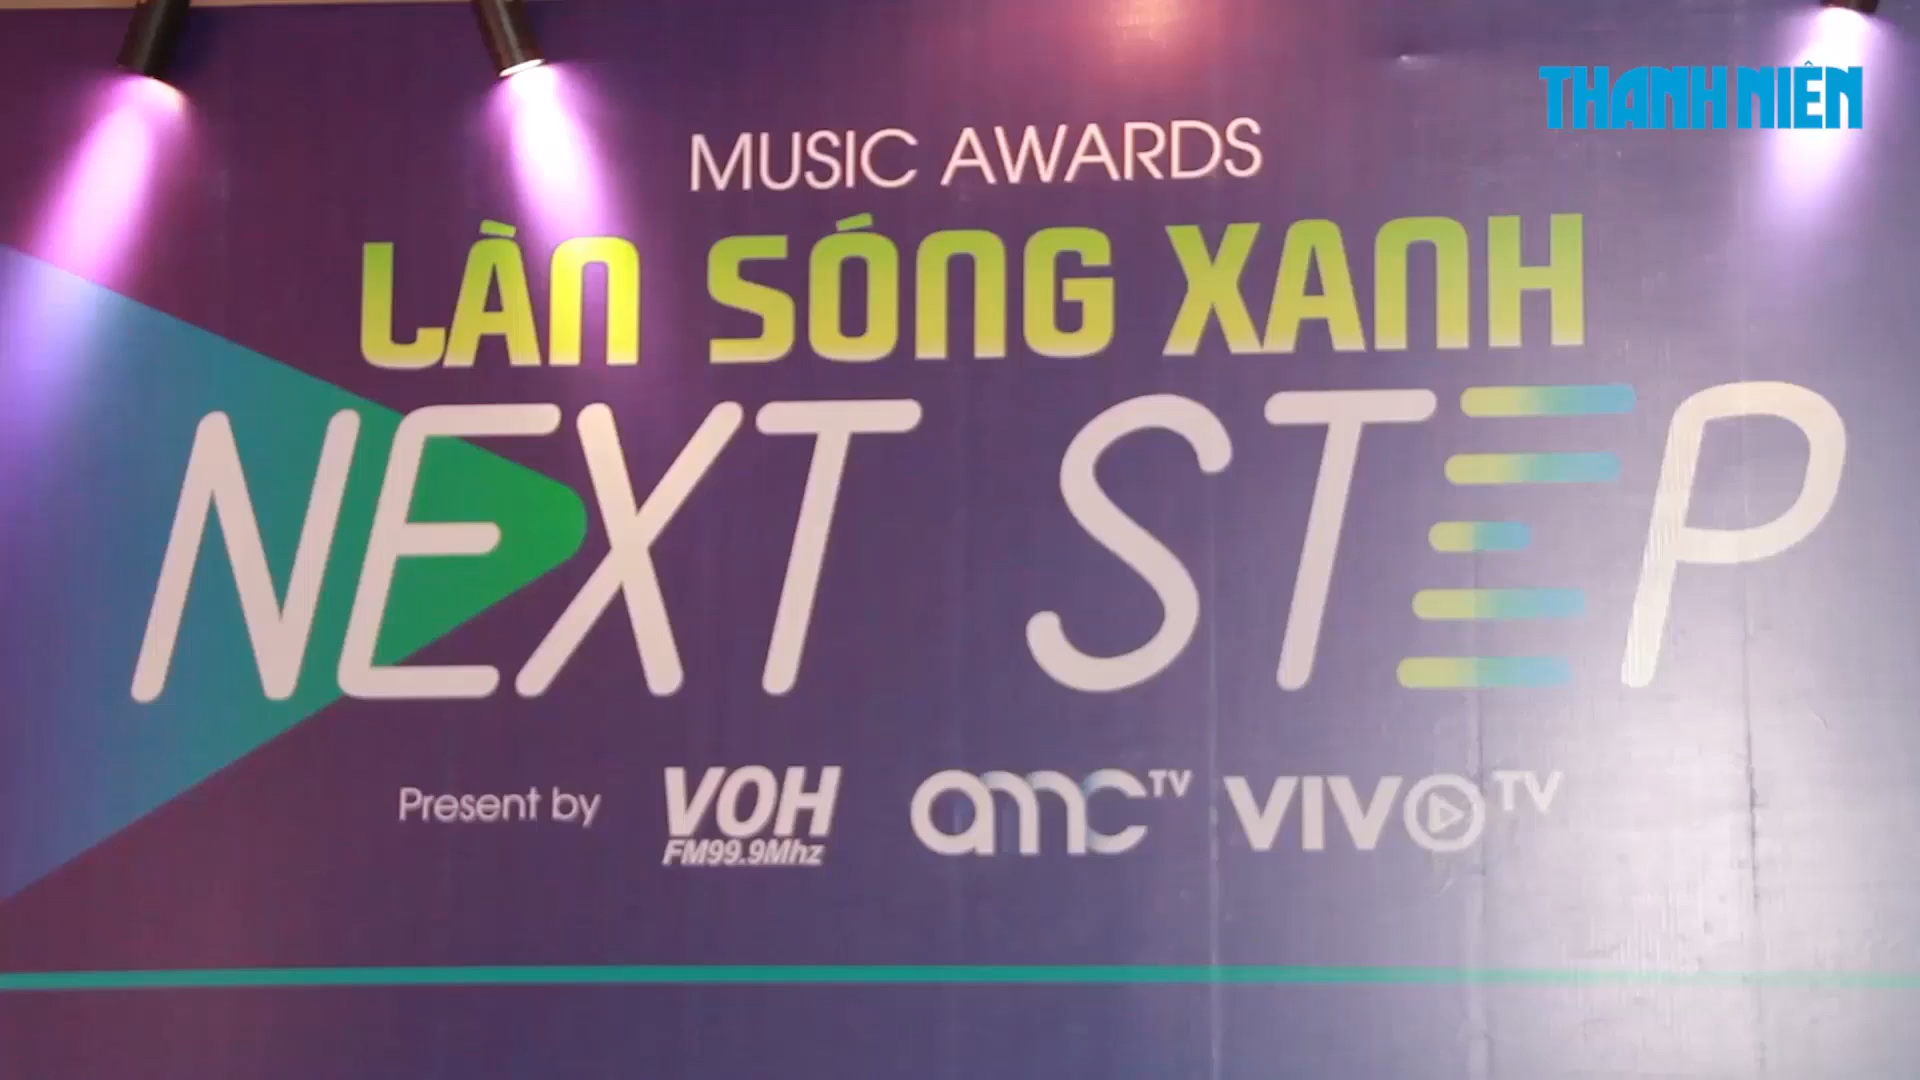 THANH NIÊN
MUSIC AWARDS
LÀN SÓNG XANH
NEXT STEP
Present by VOH FM99.9Mhz amc TV VIVO TV